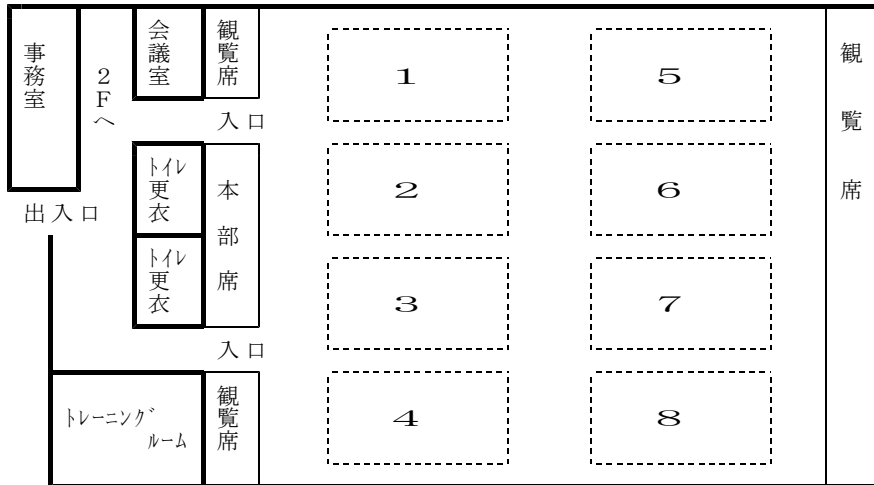 事務室
2Fへ
会議室
観覧席
1
5
観覧席
入口
トイレ
更衣
本部席
2
6
出入口
トイレ
更衣
3
7
入口
トレーニング
ルーム
観覧席
4
8